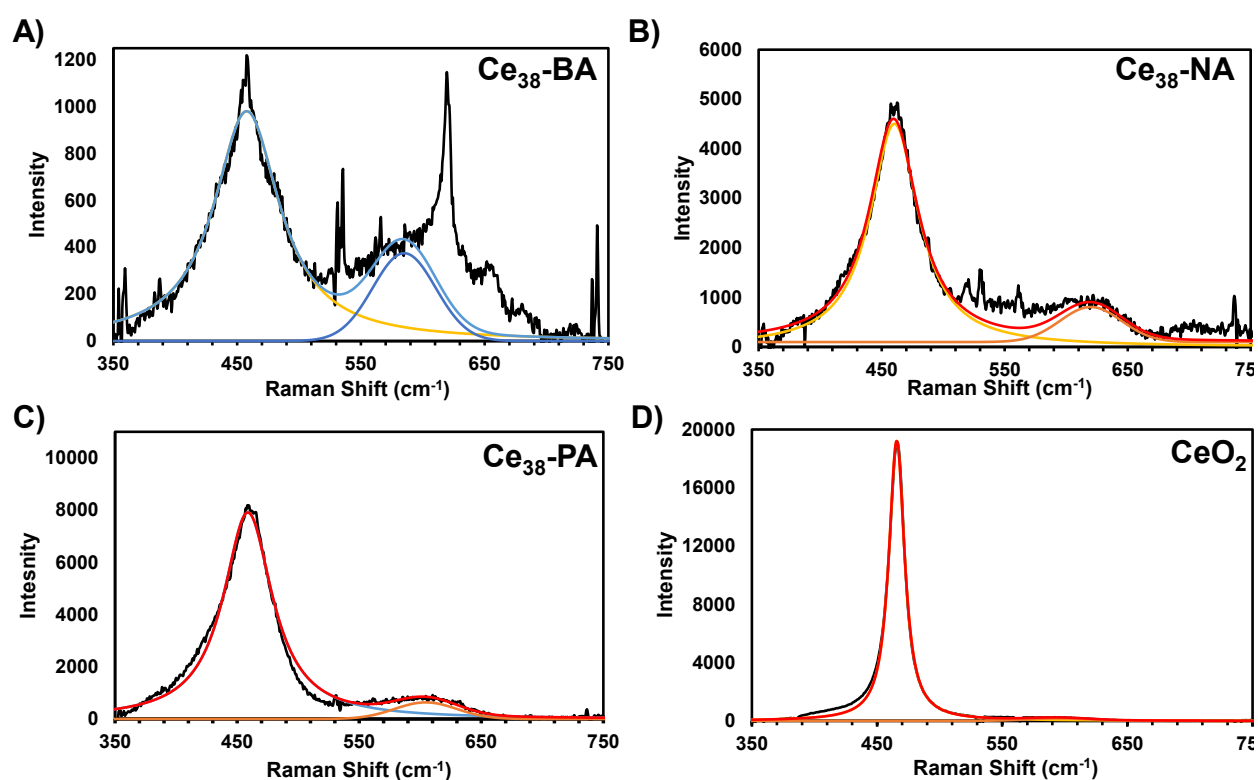 A)
Ce₃₈-BA
1200
1000
800
600
400
200
0
Intensity
350 450 550 650 750
Raman Shift (cm⁻¹)
B)
Ce₃₈-NA
6000
5000
4000
3000
2000
1000
0
Intensity
350 450 550 650 75
Raman Shift (cm⁻¹)
C)
Ce₃₈-PA
10000
8000
6000
4000
2000
0
Intesnity
350 450 550 650 750
Raman Shift (cm⁻¹)
D)
CeO₂
20000
16000
12000
8000
4000
0
Intensity
350 450 550 650 750
Raman Shift (cm⁻¹)